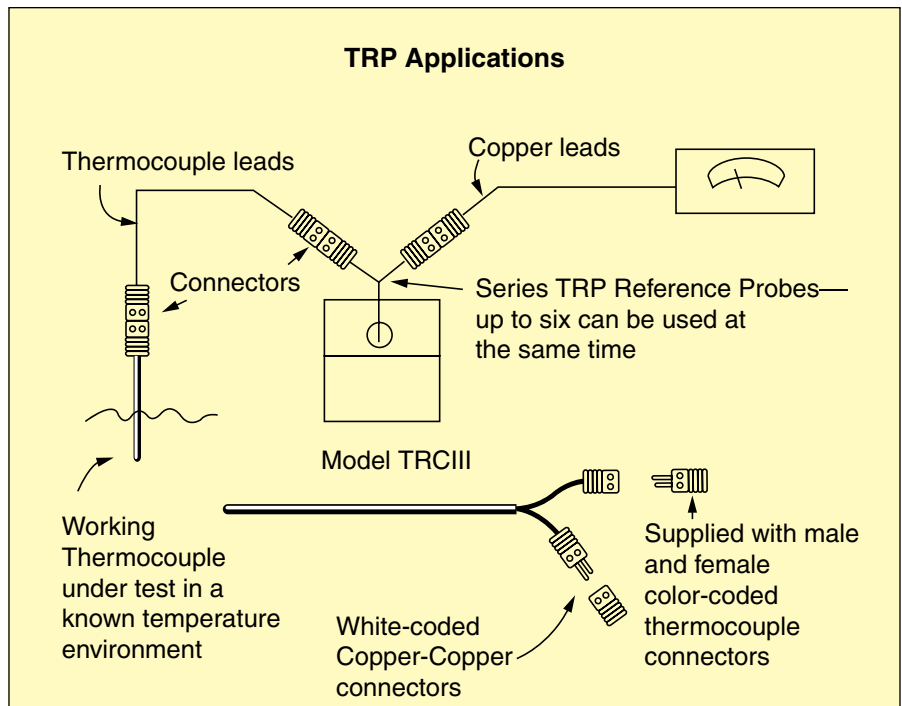 TRP Applications
Thermocouple leads
Copper leads
Connectors
Series TRP Reference Probes—
up to six can be used at
the same time
Model TRCIII
Working
Thermocouple
under test in a
known temperature
environment
White-coded
Copper-Copper
connectors
Supplied with male
and female
color-coded
thermocouple
connectors